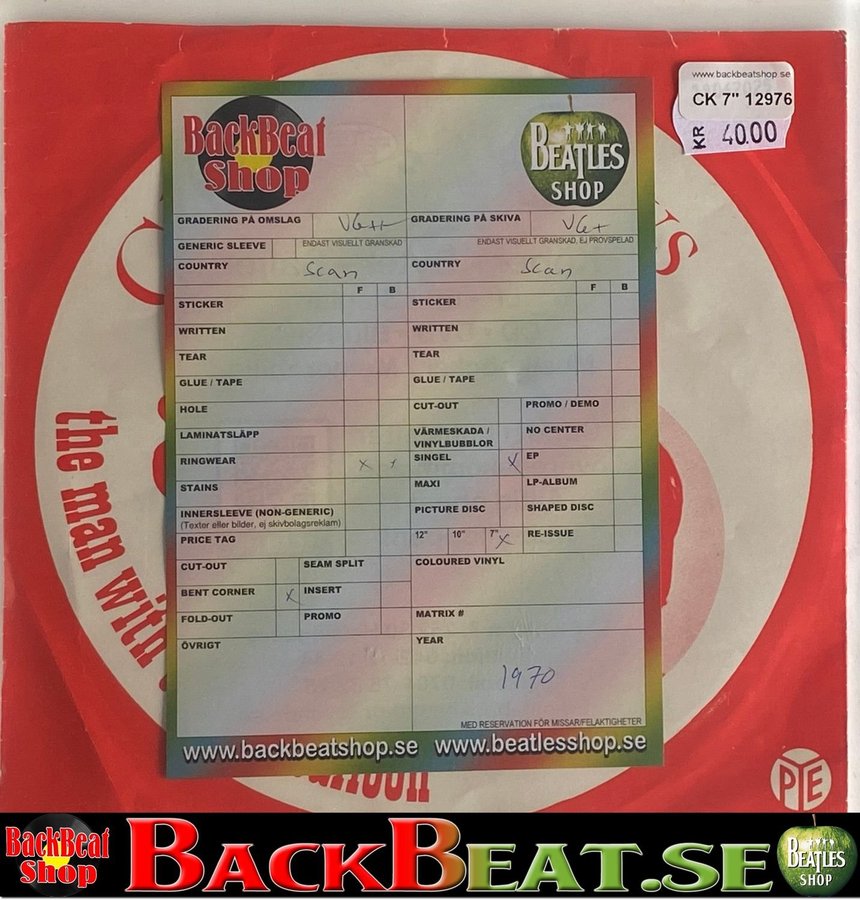 www.backbeatshop.se
CK 7" 12976
KR 40.00
BackBeat
Shop
BEATLES
SHOP
GRADERING PÅ OMSLAG VG++
GRADERING PÅ SKIVA VG+
GENERIC SLEEVE
ENDAST VISUELLT GRANSKAD
ENDAST VISUELLT GRANSKAD, EJ PROVSPELAD
COUNTRY Scan
COUNTRY Scan
F B
F B
STICKER
STICKER
WRITTEN
WRITTEN
TEAR
TEAR
GLUE / TAPE
GLUE / TAPE
HOLE
CUT-OUT
PROMO / DEMO
LAMINATSLÄPP
VÄRMESKADA /
VINYLBUBBLOR
NO CENTER
RINGWEAR x x
SINGEL x
EP
STAINS
MAXI
LP-ALBUM
INNERSLEEVE (NON-GENERIC)
(Texter eller bilder, ej skivbolagsreklam)
PICTURE DISC
SHAPED DISC
PRICE TAG
12" 10" 7" x
RE-ISSUE
CUT-OUT
SEAM SPLIT
COLOURED VINYL
BENT CORNER x
INSERT
FOLD-OUT
PROMO
MATRIX #
ÖVRIGT
YEAR
1970
MED RESERVATION FÖR MISSAR/FELAKTIGHETER
www.backbeatshop.se www.beatlesshop.se
the man with
PYE
BackBeat
Shop
BACKBEAT.SE
BEATLES
SHOP